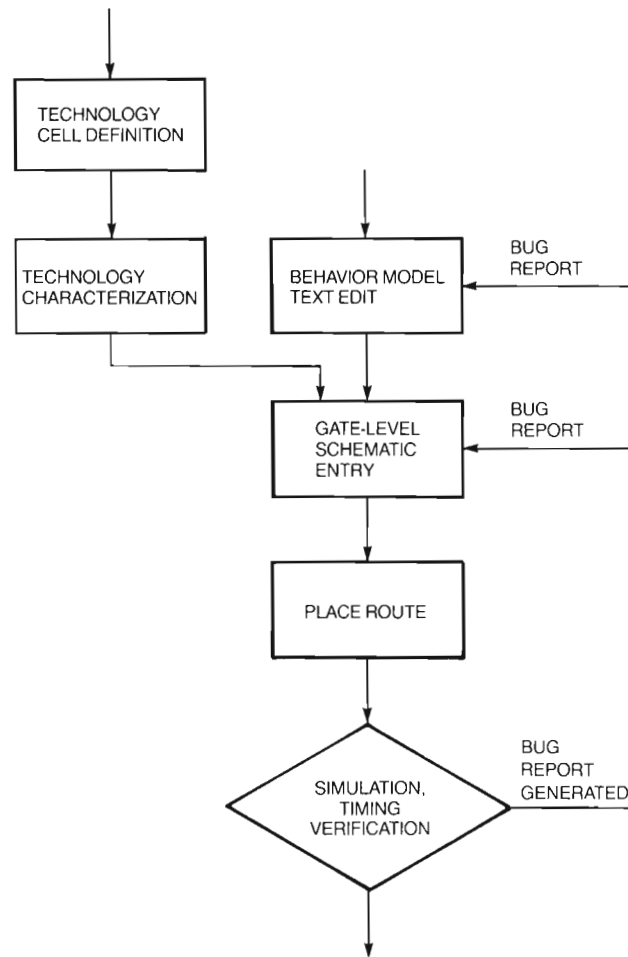 TECHNOLOGY
CELL DEFINITION
TECHNOLOGY
CHARACTERIZATION
BEHAVIOR MODEL
TEXT EDIT
BUG
REPORT
GATE-LEVEL
SCHEMATIC
ENTRY
BUG
REPORT
PLACE ROUTE
SIMULATION,
TIMING
VERIFICATION
BUG
REPORT
GENERATED